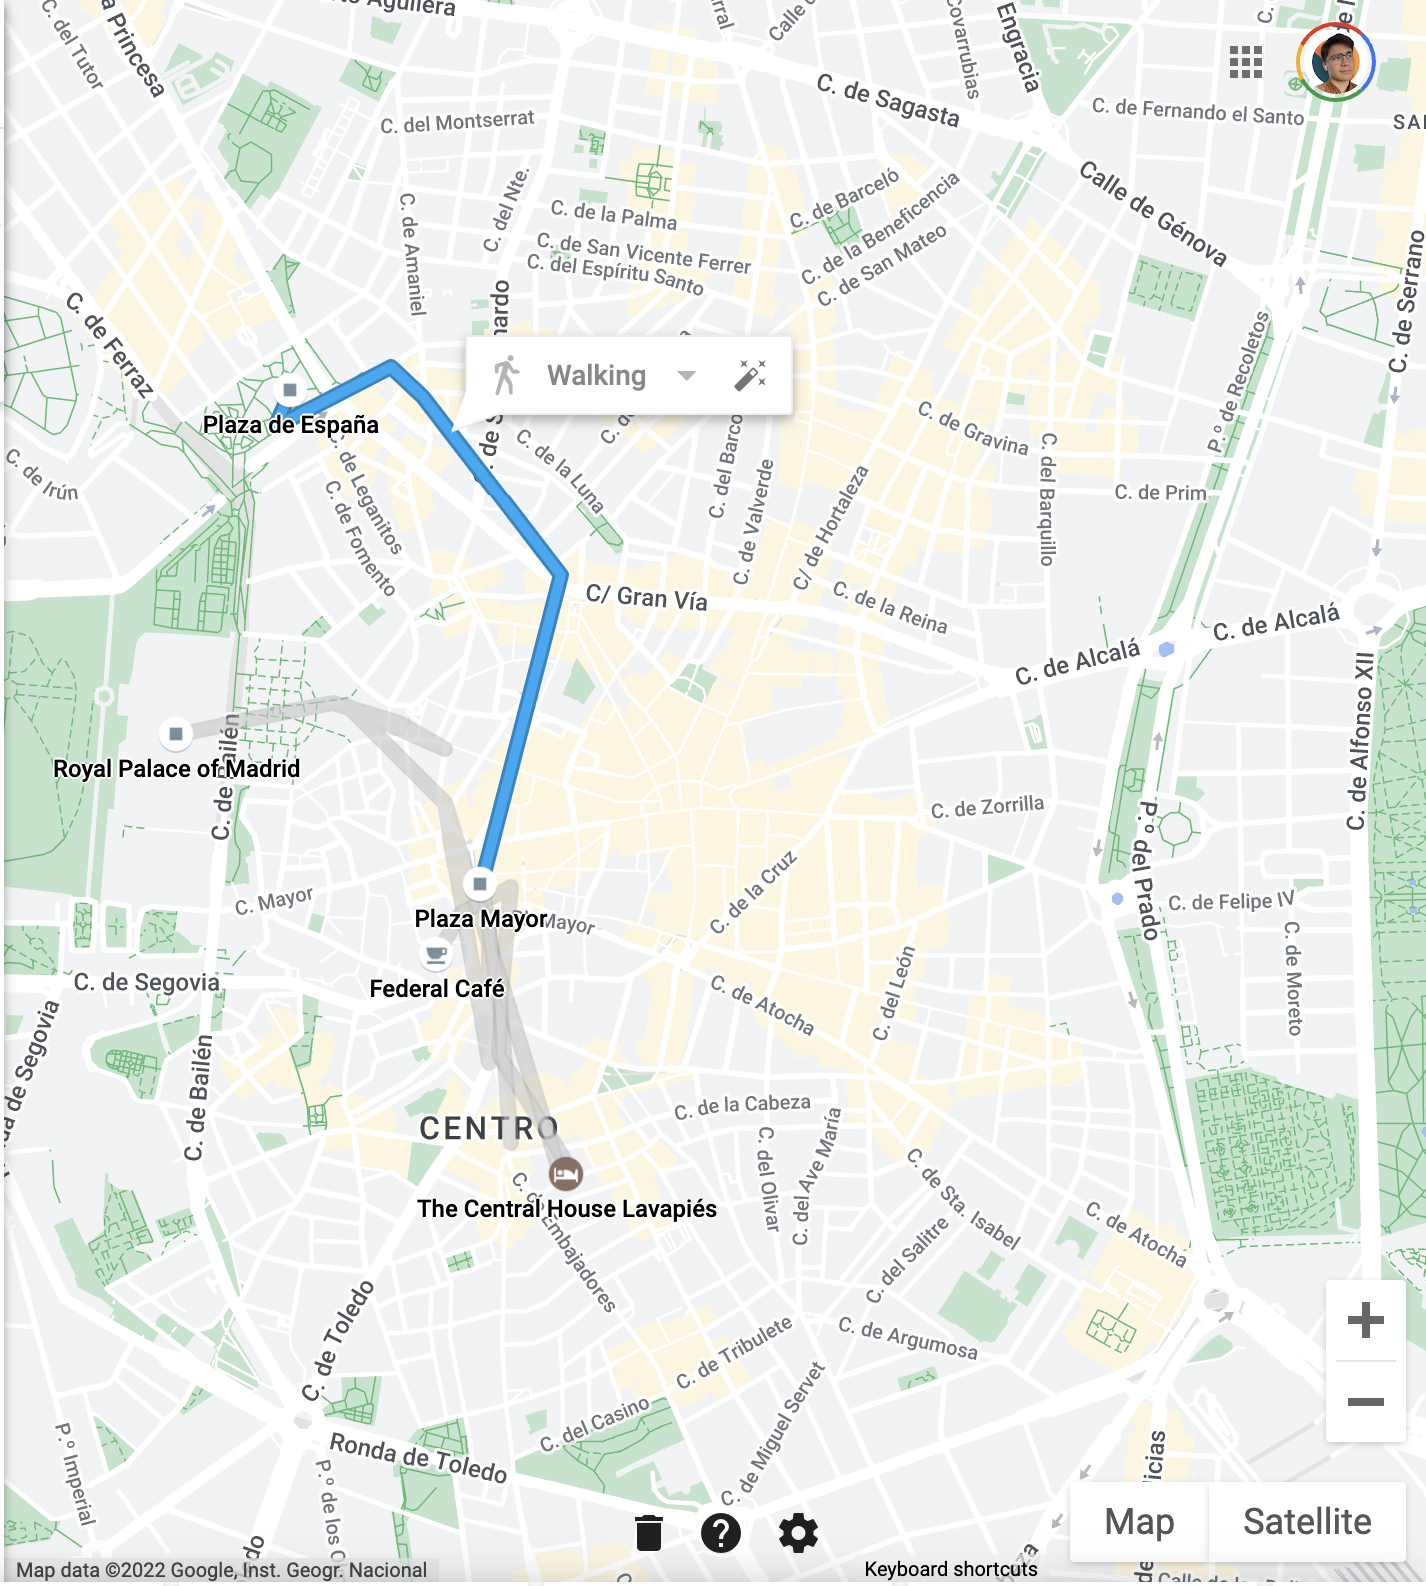 Aguilera
C. del Tutor
Princesa
Calle
Covarrubias
Engracia
C. de Sagasta
C. de Fernando el Santo
C. del Montserrat
Calle de Génova
C. de Barceló
C. de la Beneficencia
C. de San Mateo
C. del Nte.
C. de Amaniel
C. de la Palma
C. de San Vicente Ferrer
C. del Espíritu Santo
C. de Serrano
C. de Ferraz
P.º de Recoletos
Walking
Plaza de España
C. de Leganitos
C. de Fomento
C. de Irún
C. de la Luna
C. del Barco
C. de Valverde
C/ de Hortaleza
C. de Gravina
C. del Barquillo
C. de Prim
C/ Gran Vía
C. de la Reina
C. de Alcalá
C. de Alcalá
C. de Alfonso XII
Royal Palace of Madrid
C. de Bailén
C. de Zorrilla
P.º del Prado
C. de la Cruz
C. Mayor
Plaza Mayor
Mayor
C. de Felipe IV
C. de Moreto
Federal Café
C. de Segovia
C. de Atocha
C. del León
de Segovia
C. de Bailén
CENTRO
C. de la Cabeza
C. del Olivar
C. del Ave María
C. de Sta. Isabel
C. de Atocha
The Central House Lavapiés
C. de Embajadores
C. del Salitre
C. de Toledo
C. de Tribulete
C. de Argumosa
C. del Casino
C. de Miguel Servet
P.º Imperial
Ronda de Toledo
P.º de los
Map
Satellite
Map data ©2022 Google, Inst. Geogr. Nacional
Keyboard shortcuts